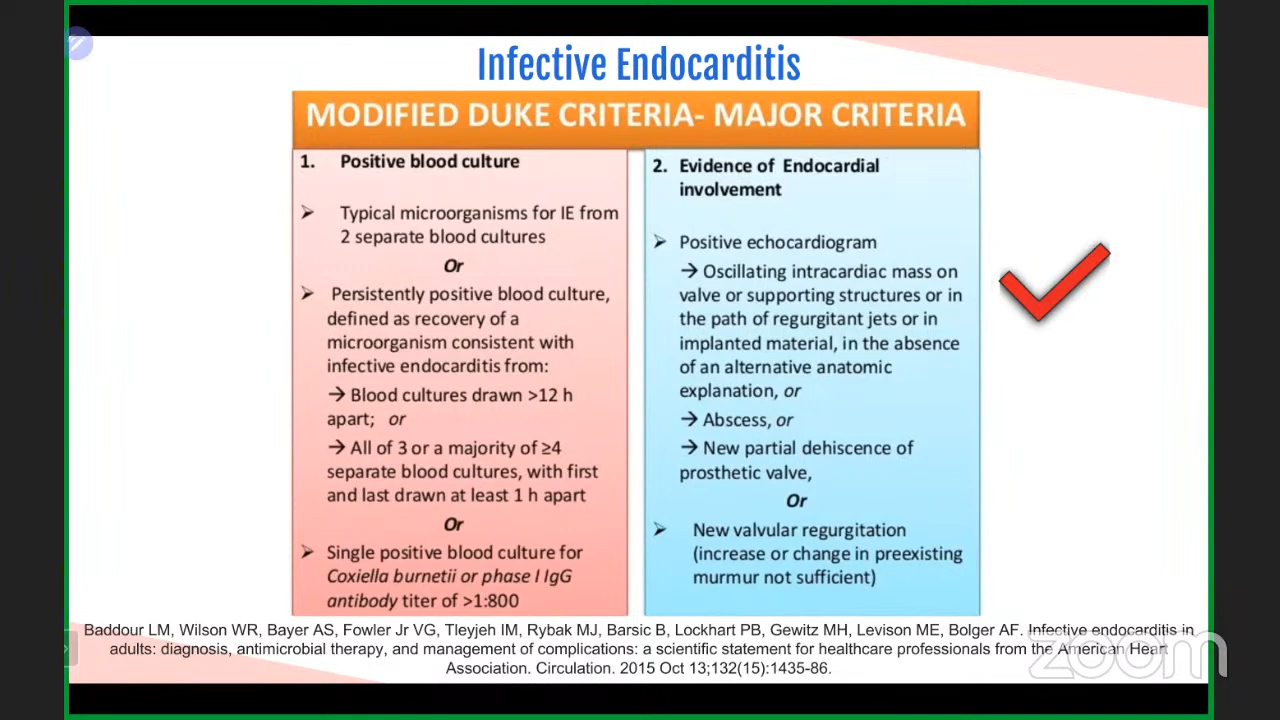 Infective Endocarditis
MODIFIED DUKE CRITERIA- MAJOR CRITERIA
1. Positive blood culture
➢ Typical microorganisms for IE from
2 separate blood cultures
Or
➢ Persistently positive blood culture,
defined as recovery of a
microorganism consistent with
infective endocarditis from:
→ Blood cultures drawn >12 h
apart; or
→ All of 3 or a majority of ≥4
separate blood cultures, with first
and last drawn at least 1 h apart
Or
➢ Single positive blood culture for
Coxiella burnetii or phase I IgG
antibody titer of >1:800
2. Evidence of Endocardial
involvement
➢ Positive echocardiogram
→ Oscillating intracardiac mass on
valve or supporting structures or in
the path of regurgitant jets or in
implanted material, in the absence
of an alternative anatomic
explanation, or
→ Abscess, or
→ New partial dehiscence of
prosthetic valve,
Or
➢ New valvular regurgitation
(increase or change in preexisting
murmur not sufficient)
Baddour LM, Wilson WR, Bayer AS, Fowler Jr VG, Tleyjeh IM, Rybak MJ, Barsic B, Lockhart PB, Gewitz MH, Levison ME, Bolger AF. Infective endocarditis in
adults: diagnosis, antimicrobial therapy, and management of complications: a scientific statement for healthcare professionals from the American Heart
Association. Circulation. 2015 Oct 13;132(15):1435-86.
zoom